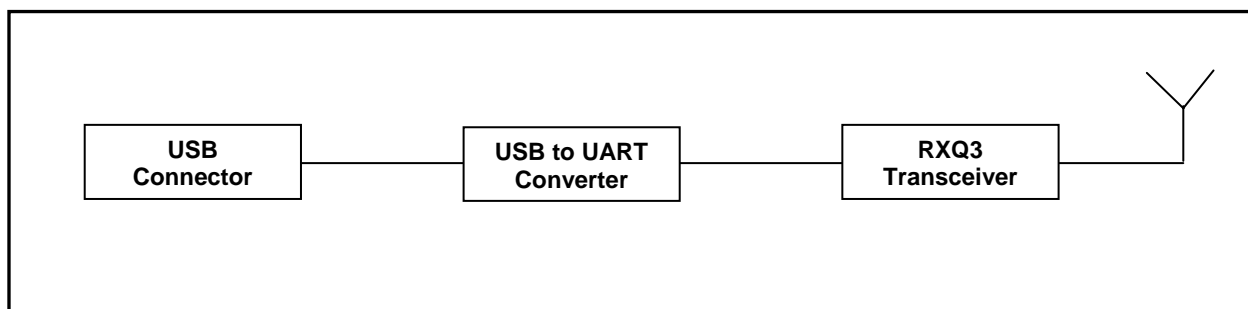 USB
Connector
USB to UART
Converter
RXQ3
Transceiver